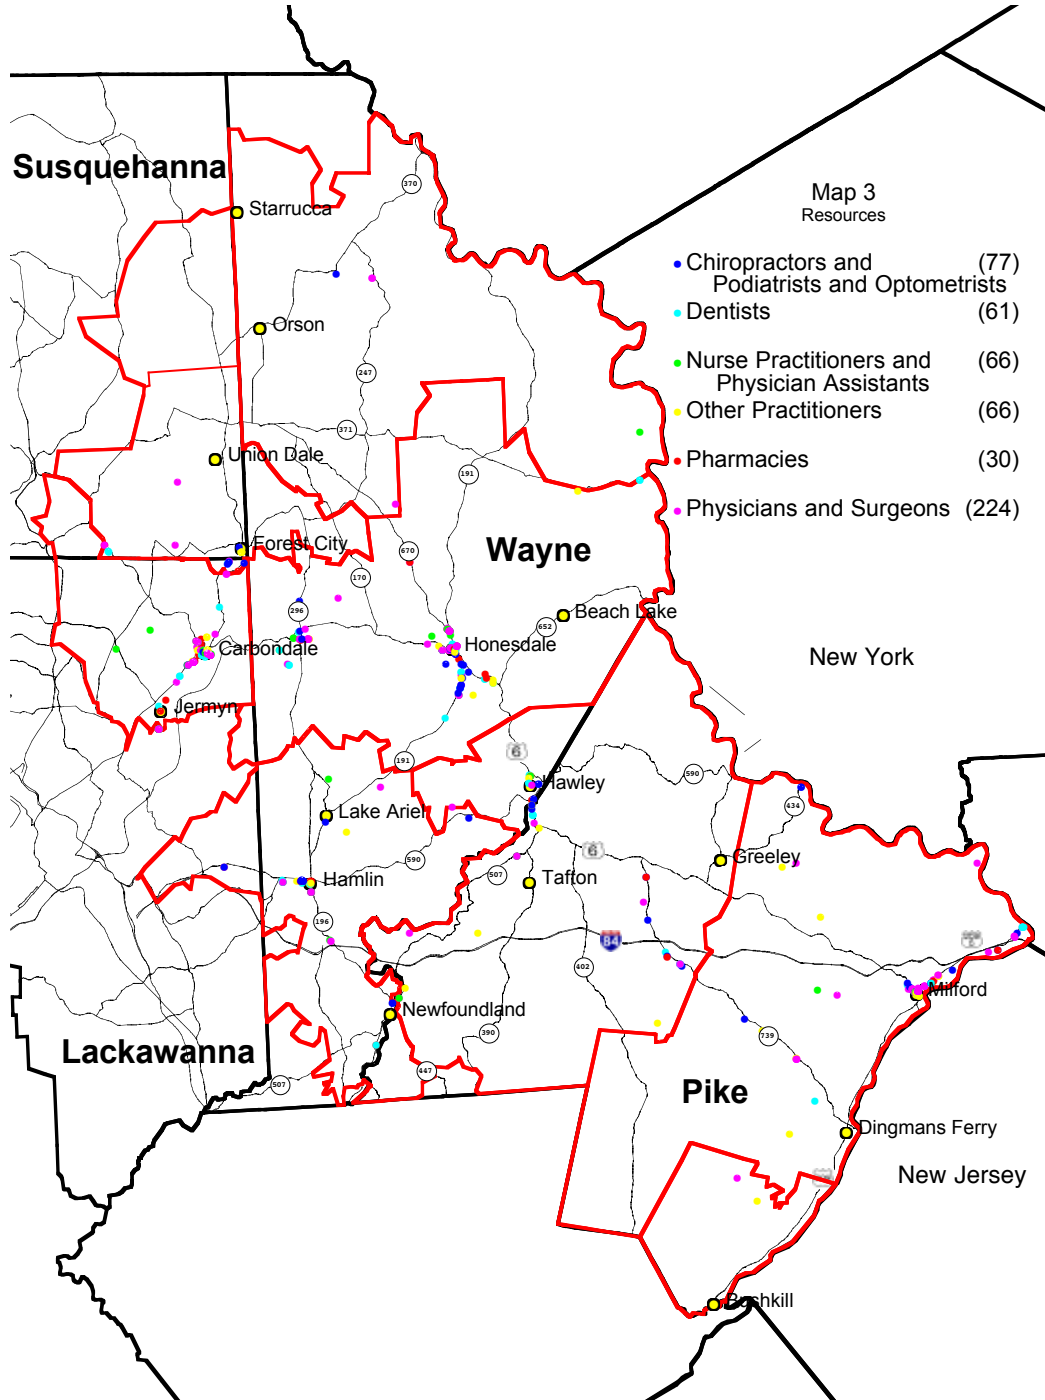 Susquehanna
370
Starrucca
Map 3
Resources
Chiropractors and (77)
Podiatrists and Optometrists
Dentists (61)
Orson
Nurse Practitioners and (66)
Physician Assistants
247
Other Practitioners (66)
371
Union Dale
Pharmacies (30)
191
Physicians and Surgeons (224)
Forest City
670
Wayne
170
296
Beach Lake
652
Carbondale
Honesdale
New York
Jermyn
6
191
590
Hawley
434
Lake Ariel
6
590
Greeley
507
Tafton
Hamlin
196
84
402
Milford
Newfoundland
390
739
Lackawanna
447
507
Pike
Dingmans Ferry
New Jersey
Bushkill